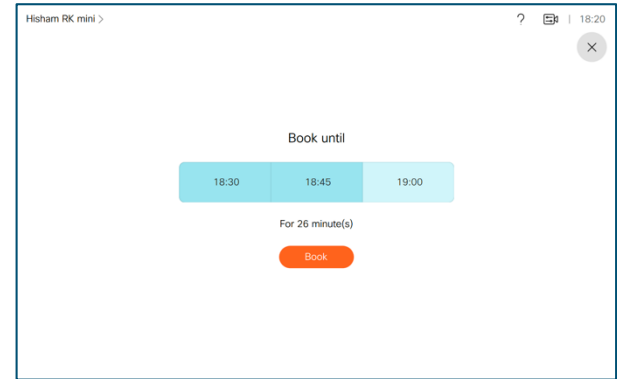 Hisham RK mini >
? | 18:20
Book until
18:30 18:45 19:00
For 26 minute(s)
Book